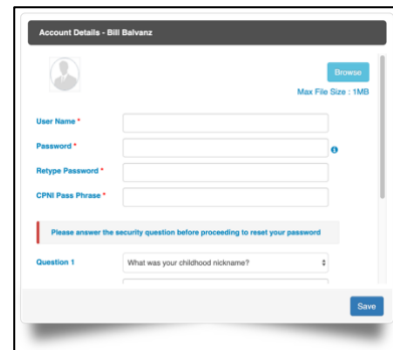 Account Details - Bill Balvanz
Browse
Max File Size : 1MB
User Name *
Password *
Retype Password *
CPNI Pass Phrase *
Please answer the security question before proceeding to reset your password
Question 1 What was your childhood nickname?
Save